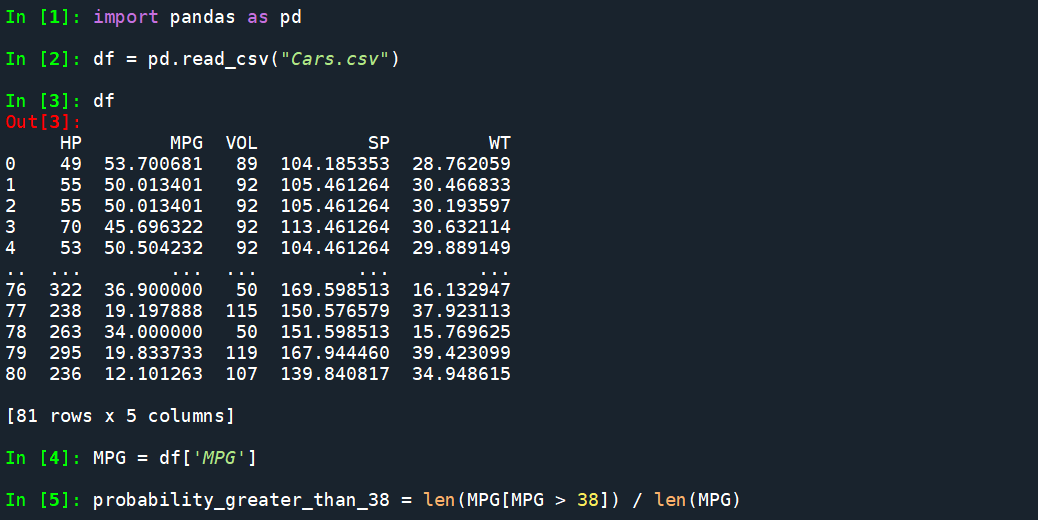 In [1]: import pandas as pd
In [2]: df = pd.read_csv("Cars.csv")
In [3]: df
Out[3]:
     HP        MPG  VOL          SP         WT
0    49  53.700681   89  104.185353  28.762059
1    55  50.013401   92  105.461264  30.466833
2    55  50.013401   92  105.461264  30.193597
3    70  45.696322   92  113.461264  30.632114
4    53  50.504232   92  104.461264  29.889149
..  ...        ...  ...         ...        ...
76  322  36.900000   50  169.598513  16.132947
77  238  19.197888  115  150.576579  37.923113
78  263  34.000000   50  151.598513  15.769625
79  295  19.833733  119  167.944460  39.423099
80  236  12.101263  107  139.840817  34.948615
[81 rows x 5 columns]
In [4]: MPG = df['MPG']
In [5]: probability_greater_than_38 = len(MPG[MPG > 38]) / len(MPG)